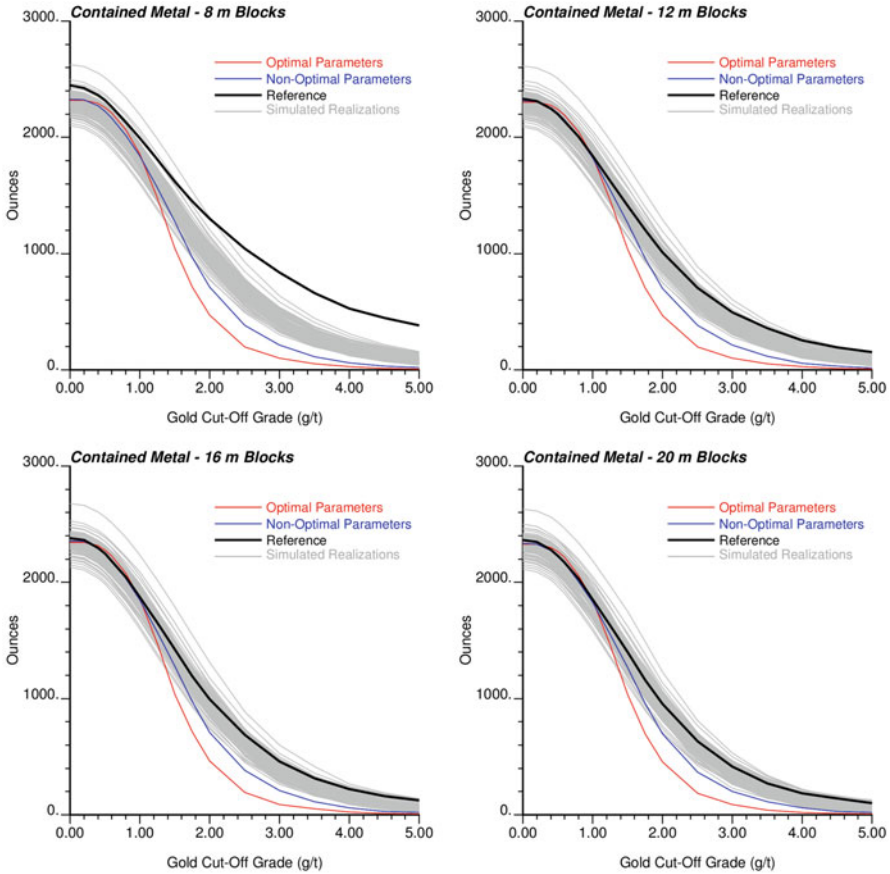 Contained Metal - 8 m Blocks
3000.
2000.
1000.
0.
Ounces
Optimal Parameters
Non-Optimal Parameters
Reference
Simulated Realizations
0.00 1.00 2.00 3.00 4.00 5.00
Gold Cut-Off Grade (g/t)
Contained Metal - 12 m Blocks
3000.
2000.
1000.
0.
Ounces
Optimal Parameters
Non-Optimal Parameters
Reference
Simulated Realizations
0.00 1.00 2.00 3.00 4.00 5.00
Gold Cut-Off Grade (g/t)
Contained Metal - 16 m Blocks
3000.
2000.
1000.
0.
Ounces
Optimal Parameters
Non-Optimal Parameters
Reference
Simulated Realizations
0.00 1.00 2.00 3.00 4.00 5.00
Gold Cut-Off Grade (g/t)
Contained Metal - 20 m Blocks
3000.
2000.
1000.
0.
Ounces
Optimal Parameters
Non-Optimal Parameters
Reference
Simulated Realizations
0.00 1.00 2.00 3.00 4.00 5.00
Gold Cut-Off Grade (g/t)